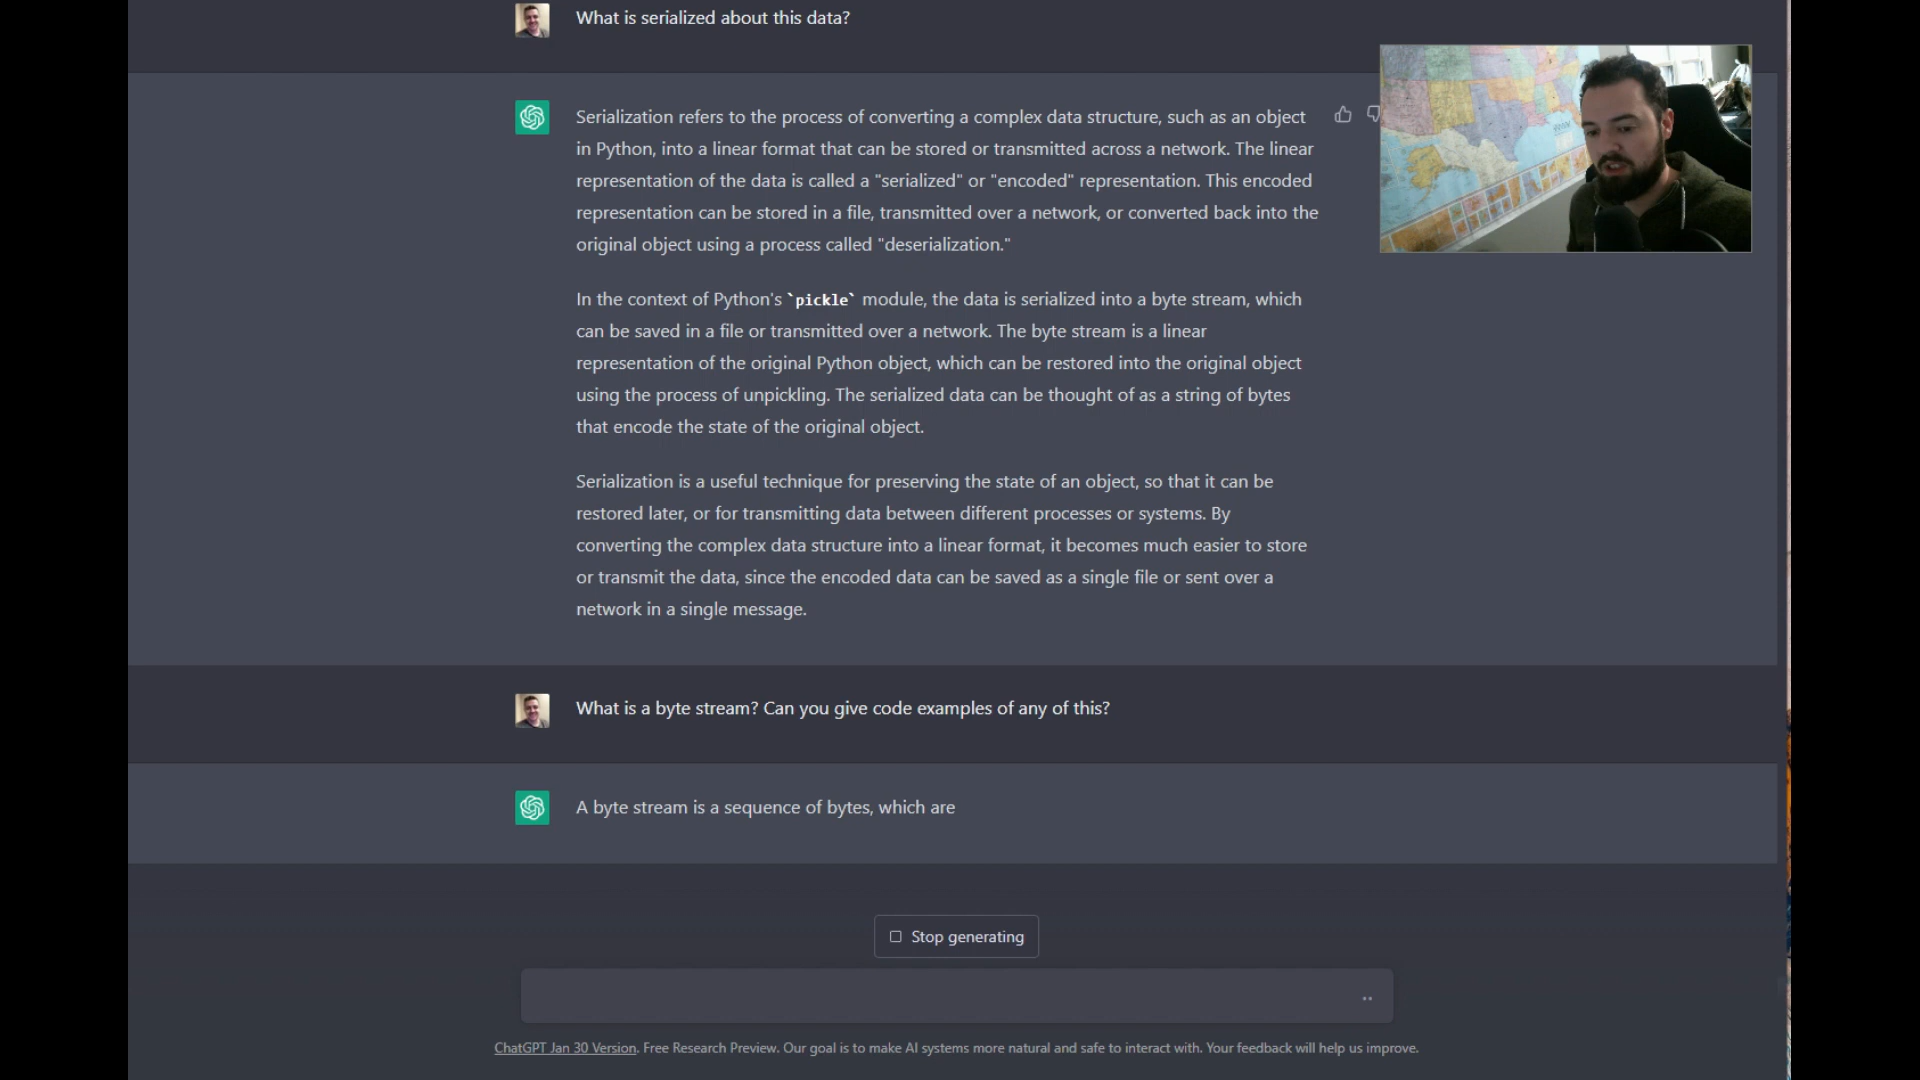 What is serialized about this data?
Serialization refers to the process of converting a complex data structure, such as an object
in Python, into a linear format that can be stored or transmitted across a network. The linear
representation of the data is called a "serialized" or "encoded" representation. This encoded
representation can be stored in a file, transmitted over a network, or converted back into the
original object using a process called "deserialization."
In the context of Python's `pickle` module, the data is serialized into a byte stream, which
can be saved in a file or transmitted over a network. The byte stream is a linear
representation of the original Python object, which can be restored into the original object
using the process of unpickling. The serialized data can be thought of as a string of bytes
that encode the state of the original object.
Serialization is a useful technique for preserving the state of an object, so that it can be
restored later, or for transmitting data between different processes or systems. By
converting the complex data structure into a linear format, it becomes much easier to store
or transmit the data, since the encoded data can be saved as a single file or sent over a
network in a single message.
What is a byte stream? Can you give code examples of any of this?
A byte stream is a sequence of bytes, which are
Stop generating
ChatGPT Jan 30 Version. Free Research Preview. Our goal is to make AI systems more natural and safe to interact with. Your feedback will help us improve.